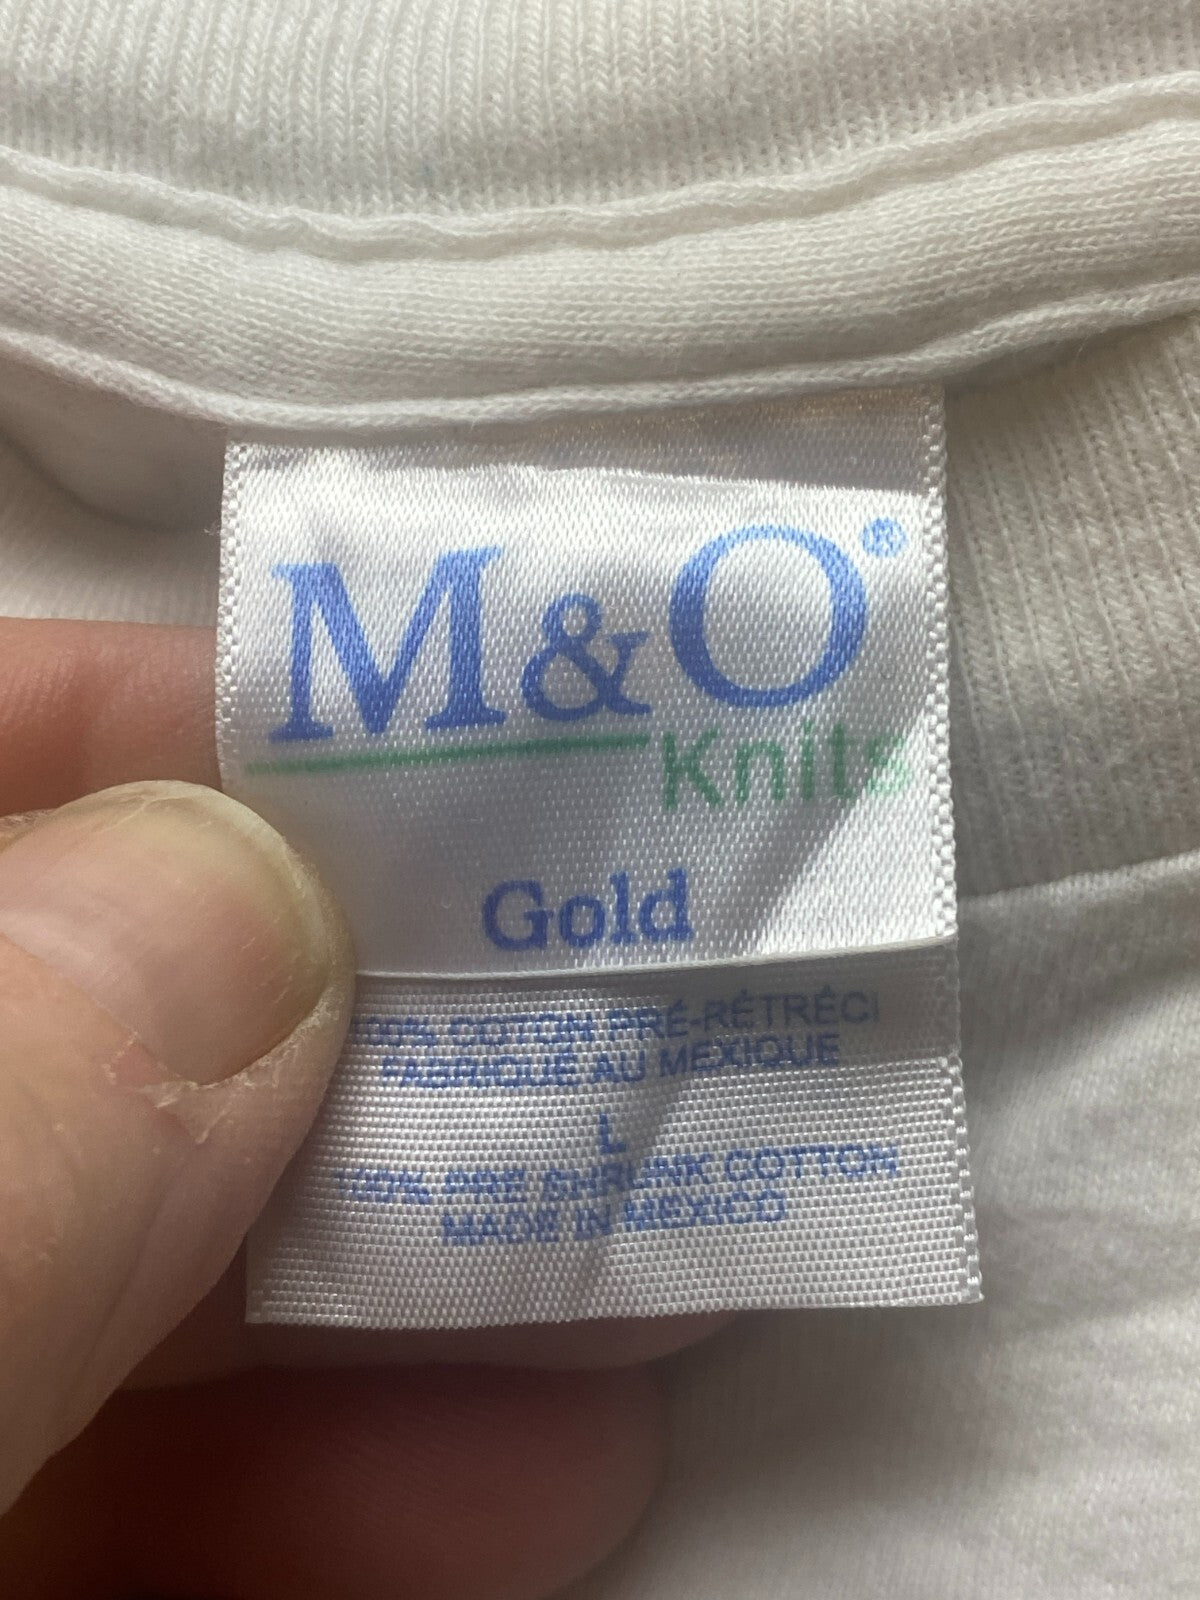 M&O®
Knits
Gold
100% COTON PRÉ-RÉTRÉCI
FABRIQUÉ AU MEXIQUE
L
100% PRE SHRUNK COTTON
MADE IN MEXICO